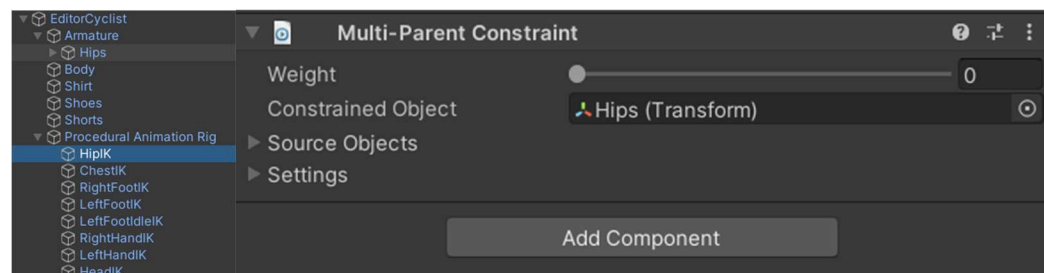 EditorCyclist
Armature
Hips
Body
Shirt
Shoes
Shorts
Procedural Animation Rig
HipIK
ChestIK
RightFootIK
LeftFootIK
LeftFootIdleIK
RightHandIK
LeftHandIK
HeadIK
Multi-Parent Constraint
Weight 0
Constrained Object Hips (Transform)
Source Objects
Settings
Add Component